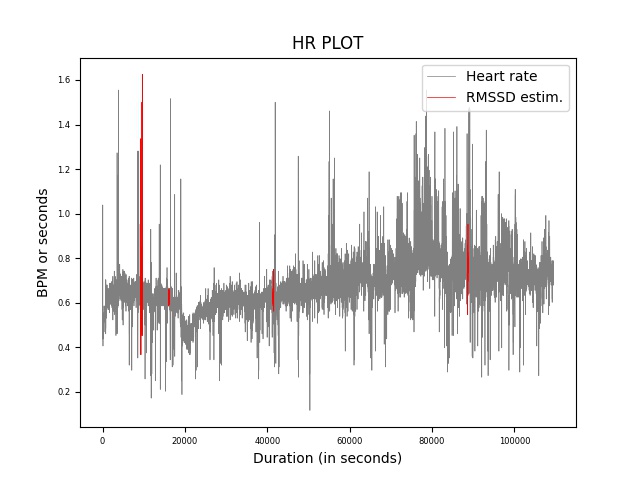 HR PLOT
Heart rate
RMSSD estim.
1.6
1.4
1.2
1.0
0.8
0.6
0.4
0.2
BPM or seconds
0 20000 40000 60000 80000 100000
Duration (in seconds)